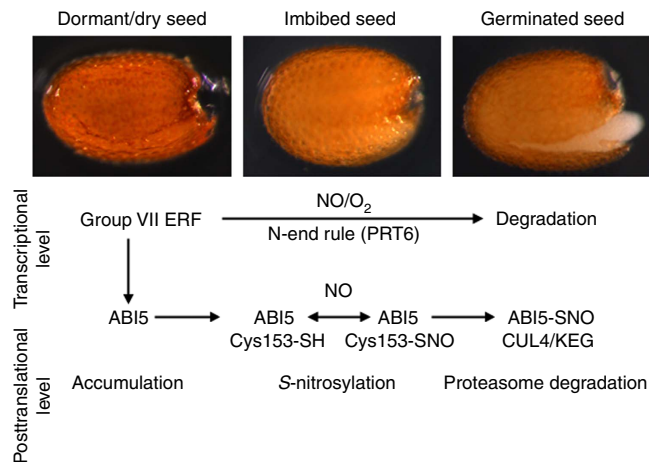 Dormant/dry seed
Imbibed seed
Germinated seed
Transcriptional
level
NO/O2
Group VII ERF
Degradation
N-end rule (PRT6)
NO
ABI5
ABI5
Cys153-SH
ABI5
Cys153-SNO
ABI5-SNO
CUL4/KEG
Posttranslational
level
Accumulation
S-nitrosylation
Proteasome degradation